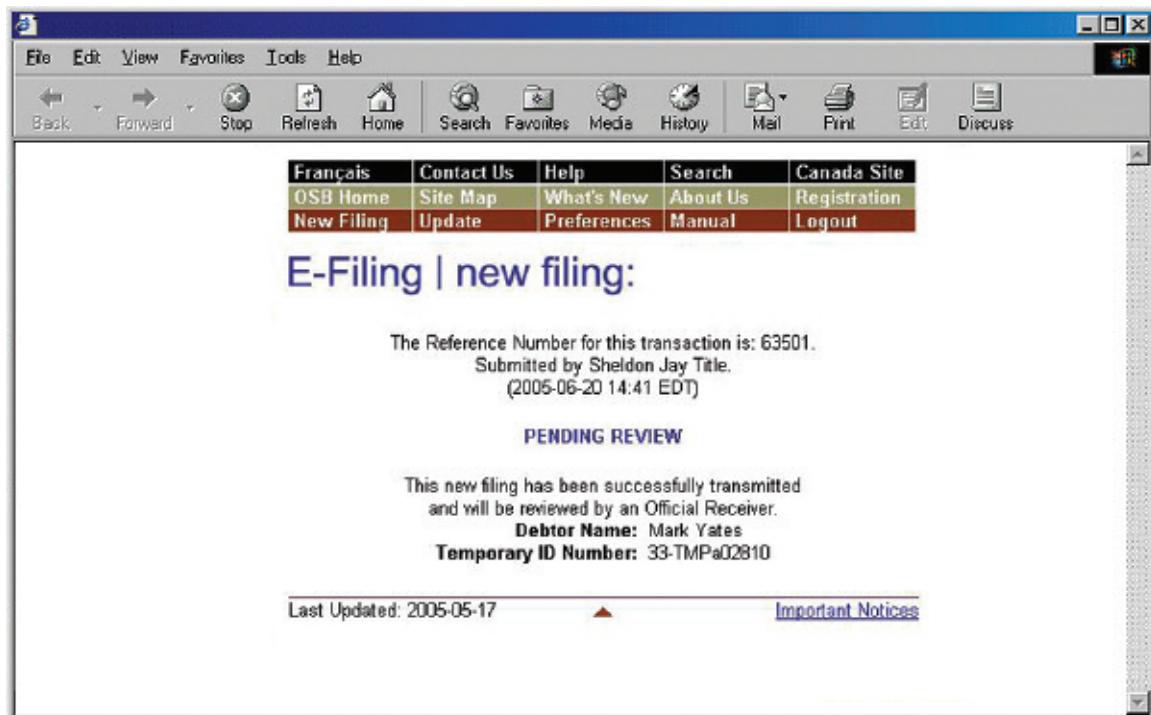 File Edit View Favorites Tools Help
Back Forward Stop Refresh Home Search Favorites Media History Mail Print Edit Discuss
Français Contact Us Help Search Canada Site
OSB Home Site Map What's New About Us Registration
New Filing Update Preferences Manual Logout
E-Filing | new filing:
The Reference Number for this transaction is: 63501.
Submitted by Sheldon Jay Title.
(2005-06-20 14:41 EDT)
PENDING REVIEW
This new filing has been successfully transmitted
and will be reviewed by an Official Receiver.
Debtor Name: Mark Yates
Temporary ID Number: 33-TMPa02810
Last Updated: 2005-05-17 Important Notices